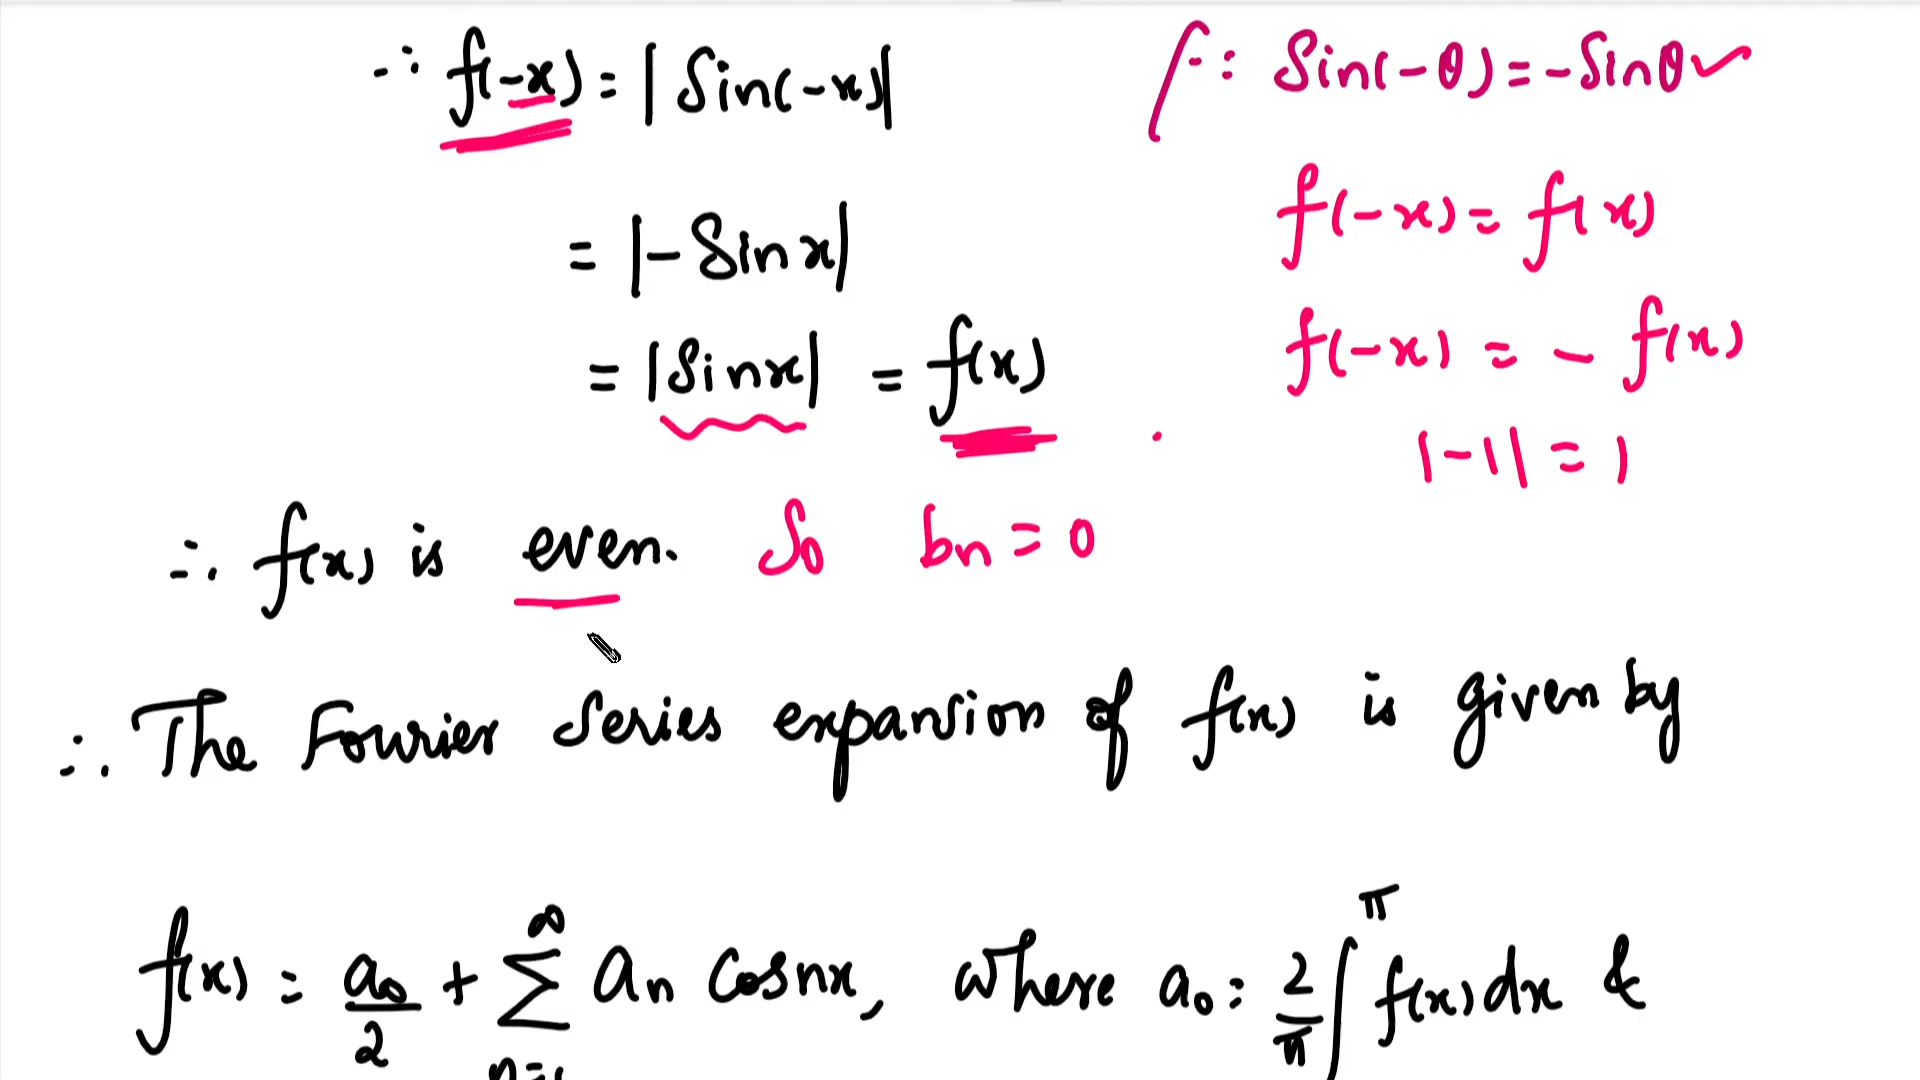 ∴ f(-x) = |Sin(-x)|
[∵ Sin(-θ) = -Sinθ ✓
= |-Sinx|
f(-x) = f(x)
= |Sinx| = f(x)
f(-x) = - f(x)
|-1| = 1
∴ f(x) is even. So bn = 0
∴ The Fourier Series expansion of f(x) is given by
f(x) = a₀/2 + ∞ ∑ n=1 an Cosnx, where a₀ = 2/π ∫ π f(x) dx &